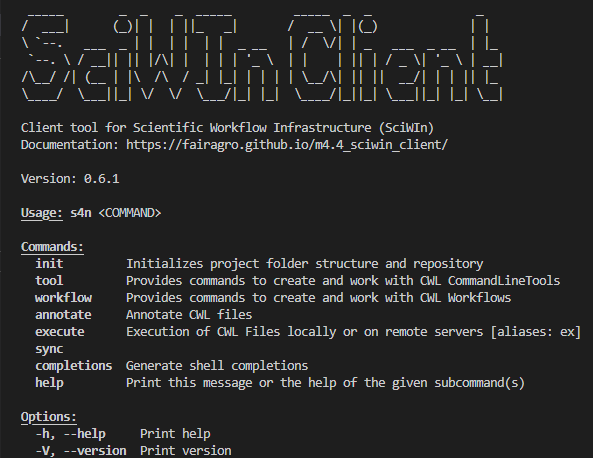 SciWIn Client
Client tool for Scientific Workflow Infrastructure (SciWIn)
Documentation: https://fairagro.github.io/m4.4_sciwin_client/
Version: 0.6.1
Usage: s4n <COMMAND>
Commands:
init Initializes project folder structure and repository
tool Provides commands to create and work with CWL CommandLineTools
workflow Provides commands to create and work with CWL Workflows
annotate Annotate CWL files
execute Execution of CWL Files locally or on remote servers [aliases: ex]
sync
completions Generate shell completions
help Print this message or the help of the given subcommand(s)
Options:
-h, --help Print help
-V, --version Print version